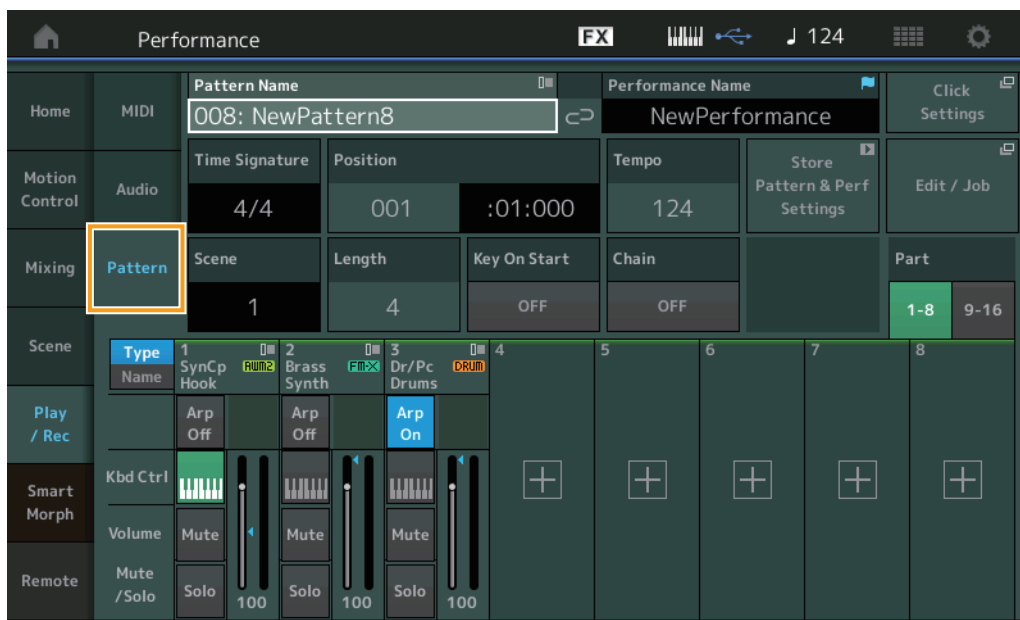 Performance
FX
124
Home
Motion
Control
Mixing
Scene
Play
/ Rec
Smart
Morph
Remote
MIDI
Audio
Pattern
Pattern Name
008: NewPattern8
Performance Name
NewPerformance
Click
Settings
Time Signature
4/4
Position
001
:01:000
Tempo
124
Store
Pattern & Perf
Settings
Edit / Job
Scene
1
Length
4
Key On Start
OFF
Chain
OFF
Part
1-8
9-16
Type
Name
1
SynCp
Hook
AWM2
2
Brass
Synth
FM-X
3
Dr/Pc
Drums
DRUM
4
5
6
7
8
Arp
Off
Arp
Off
Arp
On
Kbd Ctrl
Volume
Mute
Mute
Mute
Mute
/Solo
Solo
100
Solo
100
Solo
100